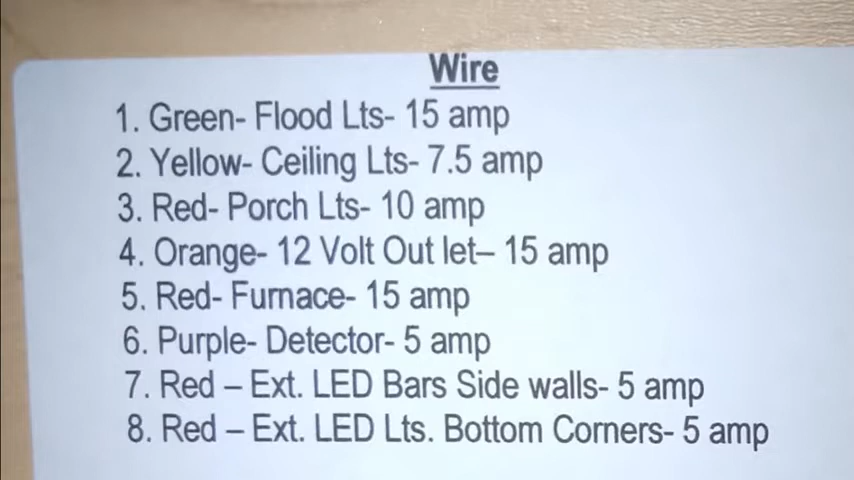 Wire
1. Green- Flood Lts- 15 amp
2. Yellow- Ceiling Lts- 7.5 amp
3. Red- Porch Lts- 10 amp
4. Orange- 12 Volt Out let– 15 amp
5. Red- Furnace- 15 amp
6. Purple- Detector- 5 amp
7. Red – Ext. LED Bars Side walls- 5 amp
8. Red – Ext. LED Lts. Bottom Corners- 5 amp